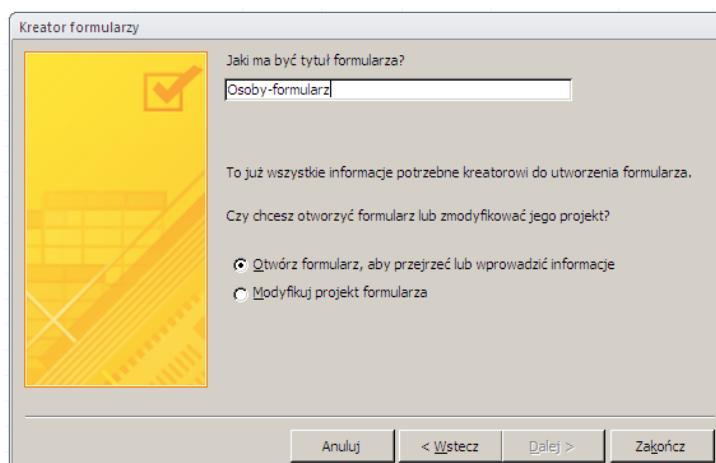 Kreator formularzy
Jaki ma być tytuł formularza?
Osoby-formularz
To już wszystkie informacje potrzebne kreatorowi do utworzenia formularza.
Czy chcesz otworzyć formularz lub zmodyfikować jego projekt?
Otwórz formularz, aby przejrzeć lub wprowadzić informacje
Modyfikuj projekt formularza
Anuluj < Wstecz Dalej > Zakończ